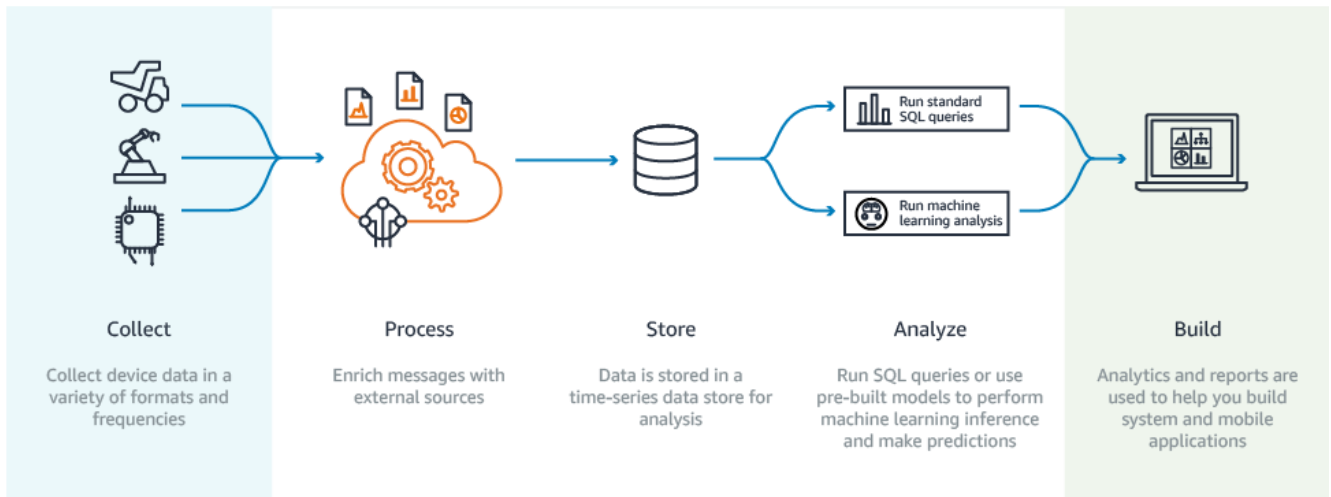 Run standard
SQL queries
Run machine
learning analysis
Collect
Collect device data in a
variety of formats and
frequencies
Process
Enrich messages with
external sources
Store
Data is stored in a
time-series data store for
analysis
Analyze
Run SQL queries or use
pre-built models to perform
machine learning inference
and make predictions
Build
Analytics and reports are
used to help you build
system and mobile
applications